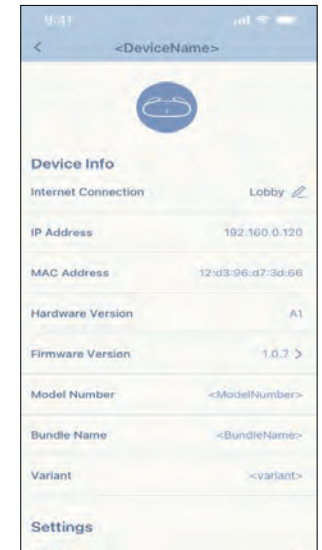 9:41
<DeviceName>
Device Info
Internet Connection Lobby
IP Address 192.160.0.120
MAC Address 12:d3:96:d7:3d:66
Hardware Version A1
Firmware Version 1.0.7 >
Model Number <ModelNumber>
Bundle Name <BundleName>
Variant <variant>
Settings